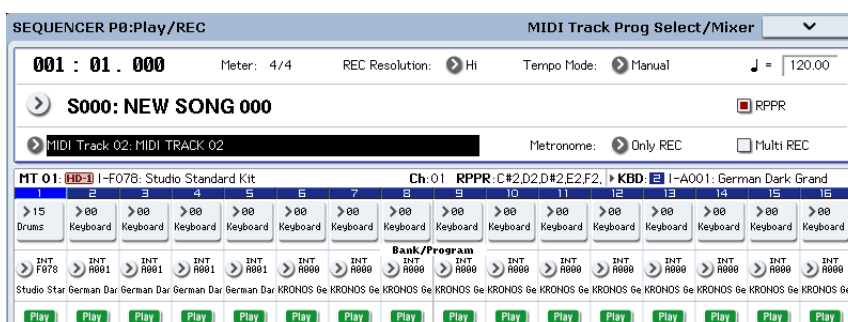 SEQUENCER P0:Play/REC MIDI Track Prog Select/Mixer
001 : 01 . 000 Meter: 4/4 REC Resolution: Hi Tempo Mode: Manual ♩ = 120.00
S000: NEW SONG 000 RPPR
MIDI Track 02: MIDI TRACK 02 Metronome: Only REC Multi REC
MT 01: HD-1 I-F078: Studio Standard Kit Ch:01 RPPR:C#2,D2,D#2,E2,F2, KBD: 2 I-A001: German Dark Grand
1 2 3 4 5 6 7 8 9 10 11 12 13 14 15 16
15 00 00 00 00 00 00 00 00 00 00 00 00 00 00 00
Drums Keyboard Keyboard Keyboard Keyboard Keyboard Keyboard Keyboard Keyboard Keyboard Keyboard Keyboard Keyboard Keyboard Keyboard Keyboard
Bank/Program
INT INT INT INT INT INT INT INT INT INT INT INT INT INT INT INT
F078 A001 A001 A001 A001 A000 A000 A000 A000 A000 A000 A000 A000 A000 A000 A000
Studio Star German Dar German Dar German Dar German Dar KRONOS Ge KRONOS Ge KRONOS Ge KRONOS Ge KRONOS Ge KRONOS Ge KRONOS Ge KRONOS Ge KRONOS Ge KRONOS Ge KRONOS Ge
Play Play Play Play Play Play Play Play Play Play Play Play Play Play Play Play